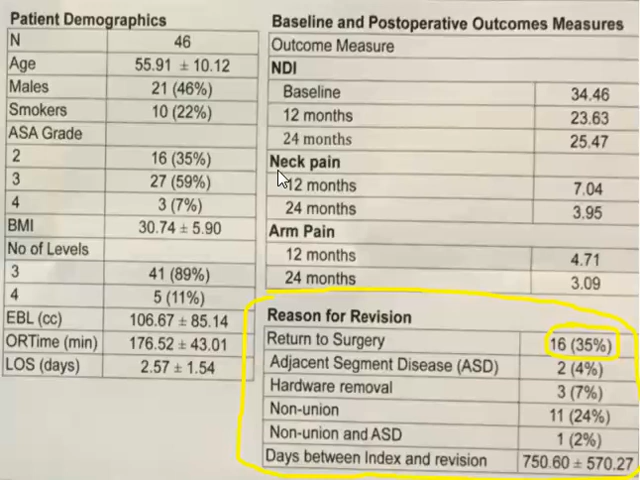 Patient Demographics
N 46
Age 55.91 ± 10.12
Males 21 (46%)
Smokers 10 (22%)
ASA Grade
2 16 (35%)
3 27 (59%)
4 3 (7%)
BMI 30.74 ± 5.90
No of Levels
3 41 (89%)
4 5 (11%)
EBL (cc) 106.67 ± 85.14
ORTime (min) 176.52 ± 43.01
LOS (days) 2.57 ± 1.54
Baseline and Postoperative Outcomes Measures
Outcome Measure
NDI
Baseline 34.46
12 months 23.63
24 months 25.47
Neck pain
12 months 7.04
24 months 3.95
Arm Pain
12 months 4.71
24 months 3.09
Reason for Revision
Return to Surgery 16 (35%)
Adjacent Segment Disease (ASD) 2 (4%)
Hardware removal 3 (7%)
Non-union 11 (24%)
Non-union and ASD 1 (2%)
Days between Index and revision 750.60 ± 570.27